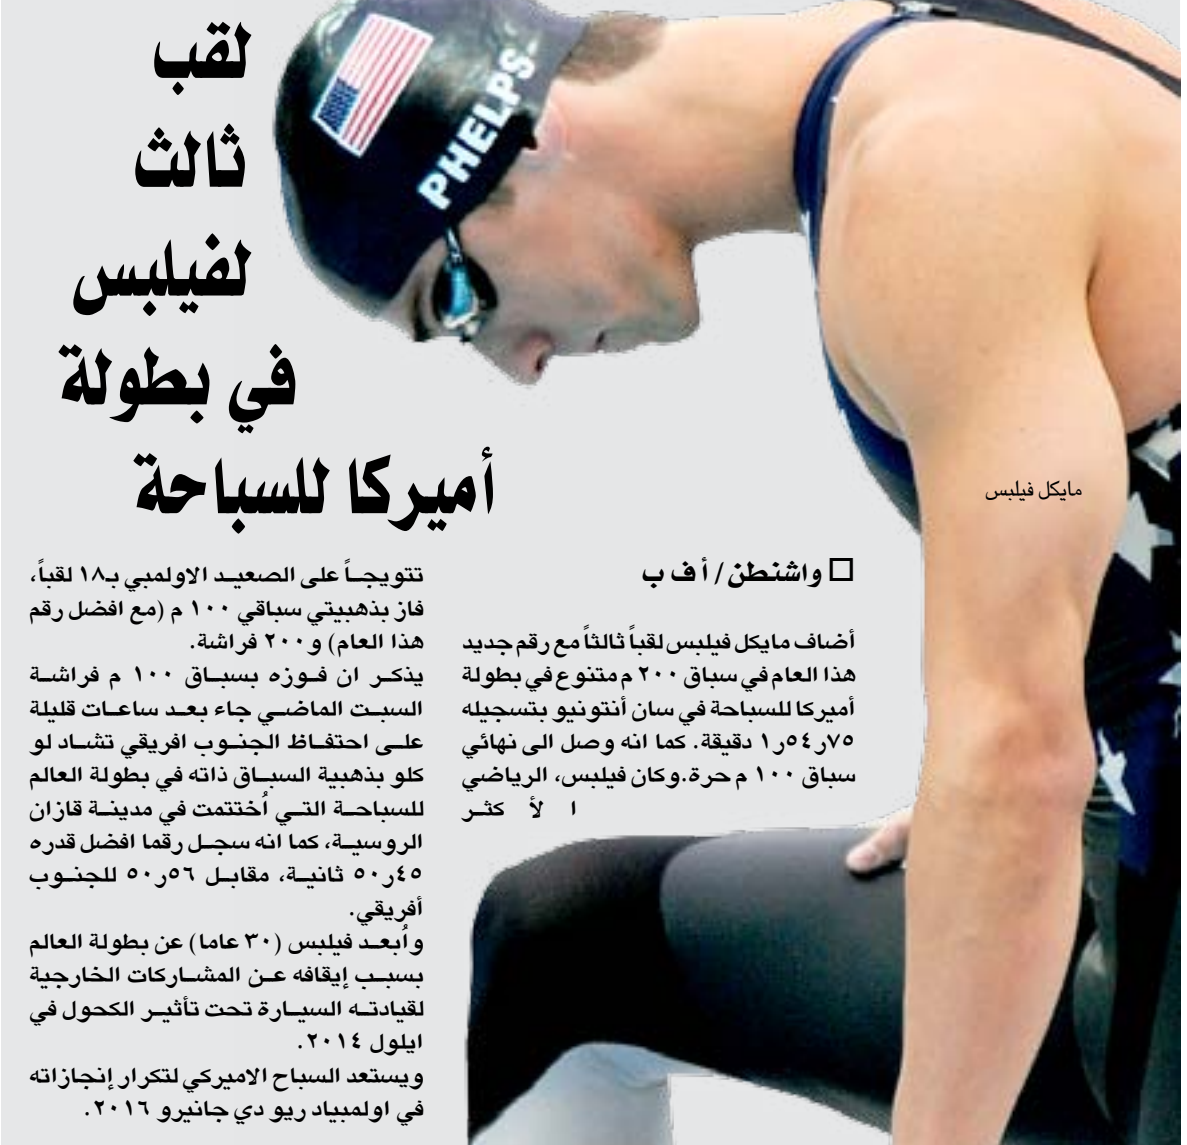 لقب
ثالث
لفيلبس
في بطولة
أميركا للسباحة
PHELPS
مايكل فيلبس
□ واشنطن / أ ف ب
أضاف مايكل فيلبس لقباً ثالثاً مع رقم جديد
هذا العام في سباق ٢٠٠ م متنوع في بطولة
أميركا للسباحة في سان أنتونيو بتسجيله
٧٥ر٥٤ر١ دقيقة. كما انه وصل الى نهائي
سباق ١٠٠ م حرة.وكان فيلبس، الرياضي
الأكثر
تتويجاً على الصعيد الاولمبي بـ١٨ لقباً،
فاز بذهبيتي سباقي ١٠٠ م (مع افضل رقم
هذا العام) و٢٠٠ فراشة.
يذكر ان فوزه بسباق ١٠٠ م فراشة
السبت الماضي جاء بعد ساعات قليلة
على احتفاظ الجنوب افريقي تشاد لو
كلو بذهبية السباق ذاته في بطولة العالم
للسباحة التي اُختتمت في مدينة قازان
الروسية، كما انه سجل رقما افضل قدره
٤٥ر٥٠ ثانية، مقابل ٥٦ر٥٠ للجنوب
أفريقي.
واُبعد فيلبس (٣٠ عاما) عن بطولة العالم
بسبب إيقافه عن المشاركات الخارجية
لقيادته السيارة تحت تأثير الكحول في
ايلول ٢٠١٤.
ويستعد السباح الاميركي لتكرار إنجازاته
في اولمبياد ريو دي جانيرو ٢٠١٦.